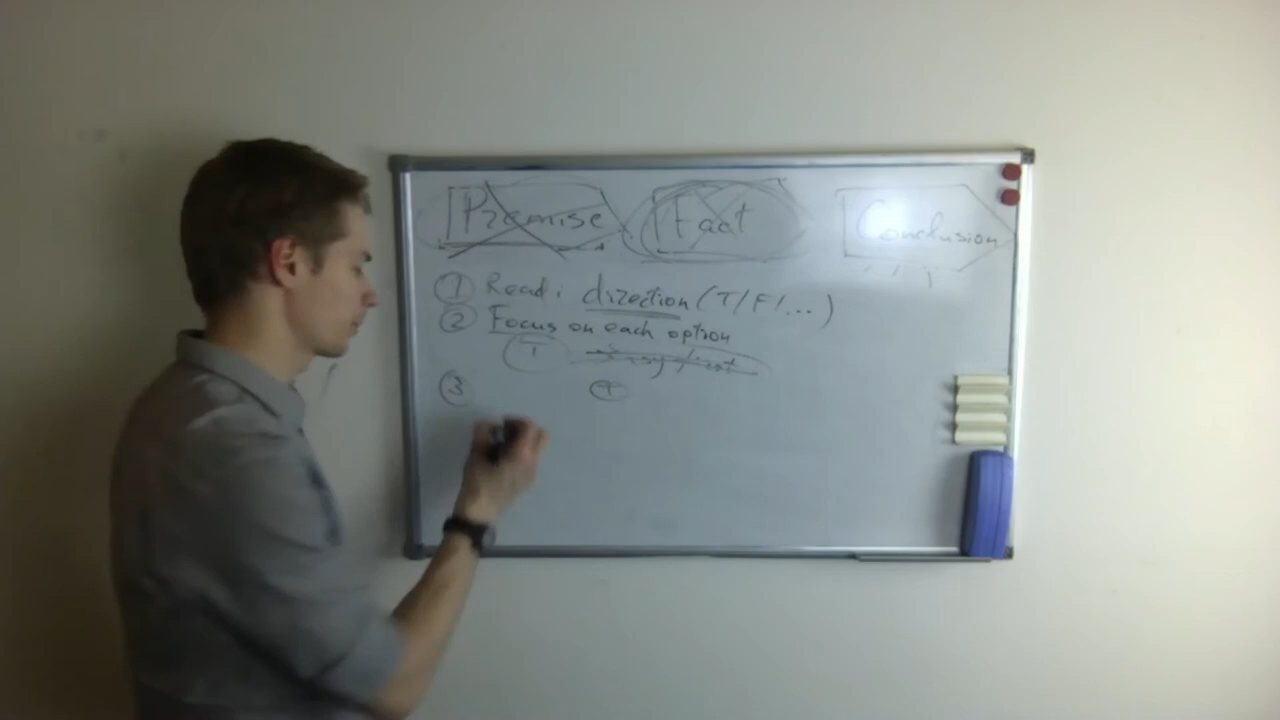 Premise Fact Conclusion
① Read: direction (T/F/...)
② Focus on each option
T
③ T